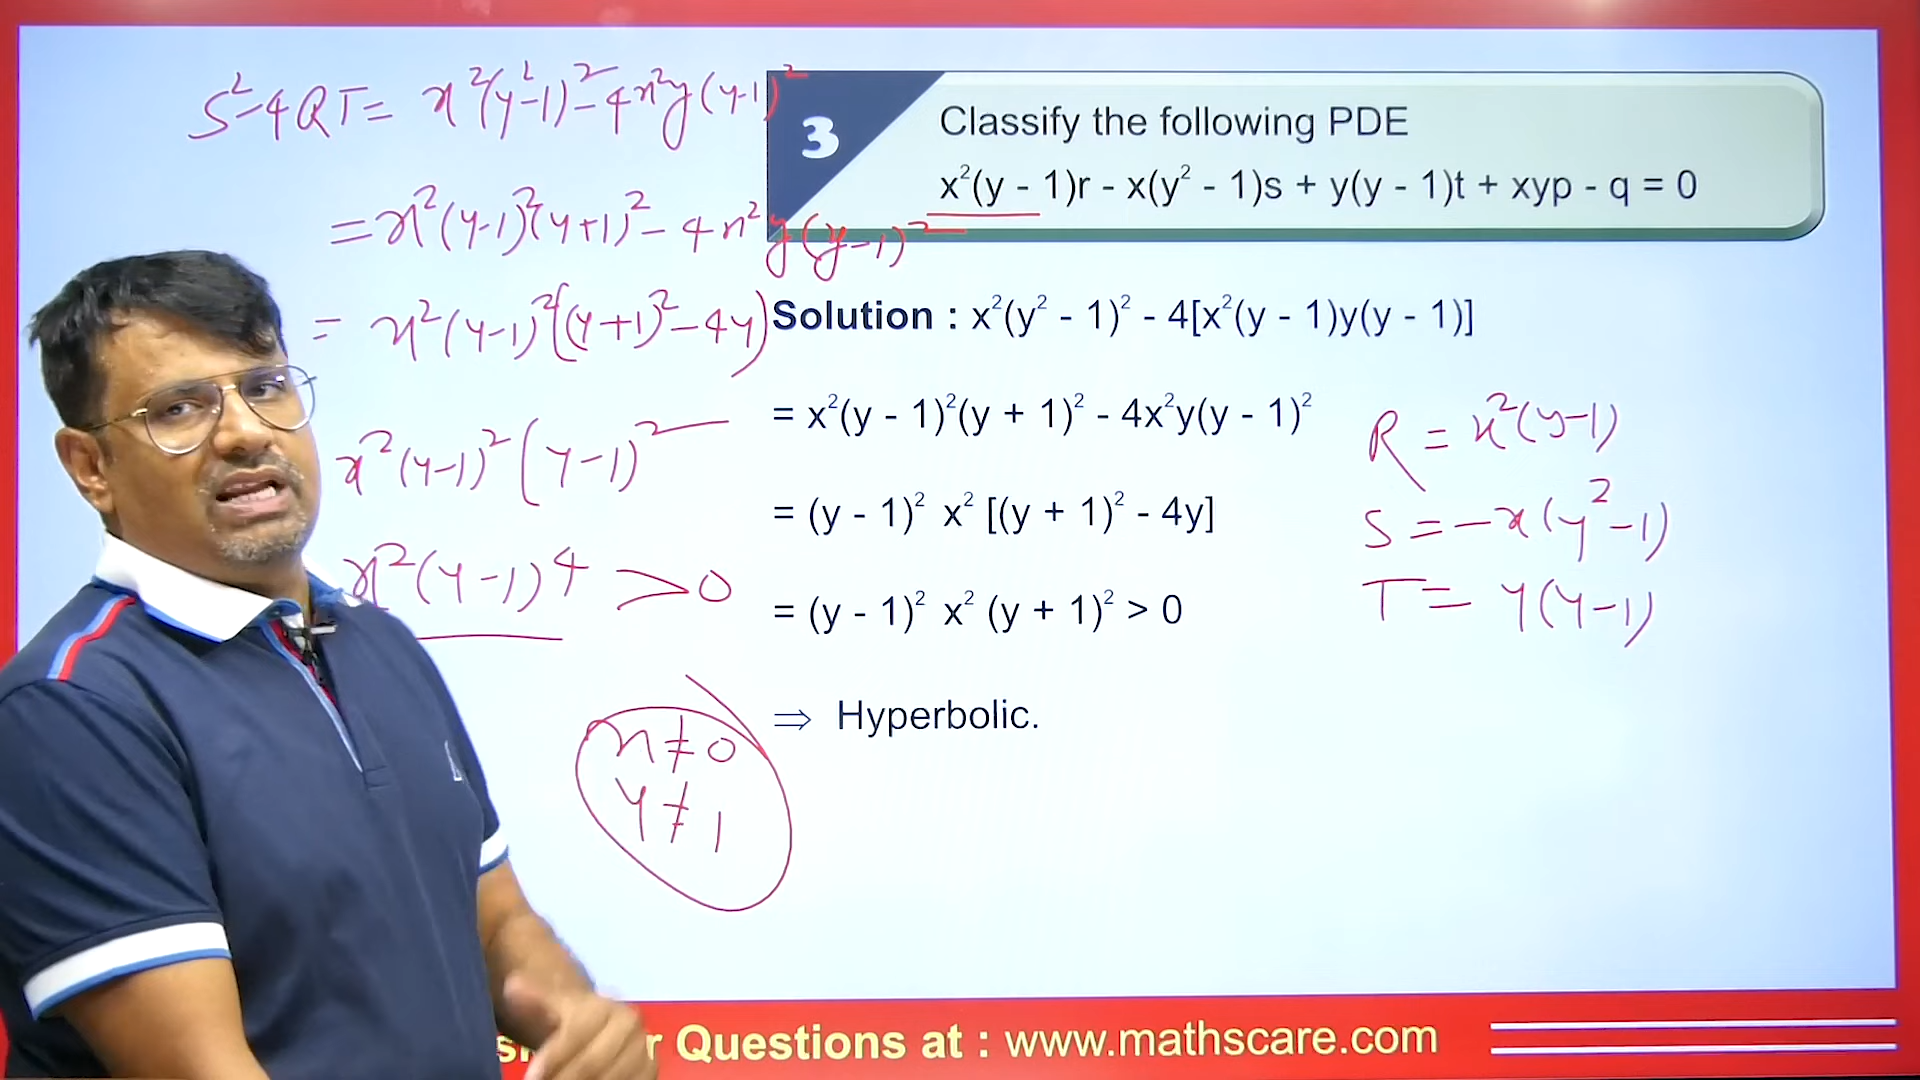 S²-4QT= x²(y²-1)²-4x²y(y-1)²
=x²(y-1)²(y+1)²-4x²y(y-1)²
= x²(y-1)²((y+1)²-4y)
x²(y-1)²(y-1)²
x²(y-1)⁴ >0
x≠0
y≠1
3
Classify the following PDE
x²(y - 1)r - x(y² - 1)s + y(y - 1)t + xyp - q = 0
Solution : x²(y² - 1)² - 4[x²(y - 1)y(y - 1)]
= x²(y - 1)²(y + 1)² - 4x²y(y - 1)²
= (y - 1)² x² [(y + 1)² - 4y]
= (y - 1)² x² (y + 1)² > 0
⇒ Hyperbolic.
R = x²(y-1)
S = -x(y²-1)
T = y(y-1)
Questions at : www.mathscare.com